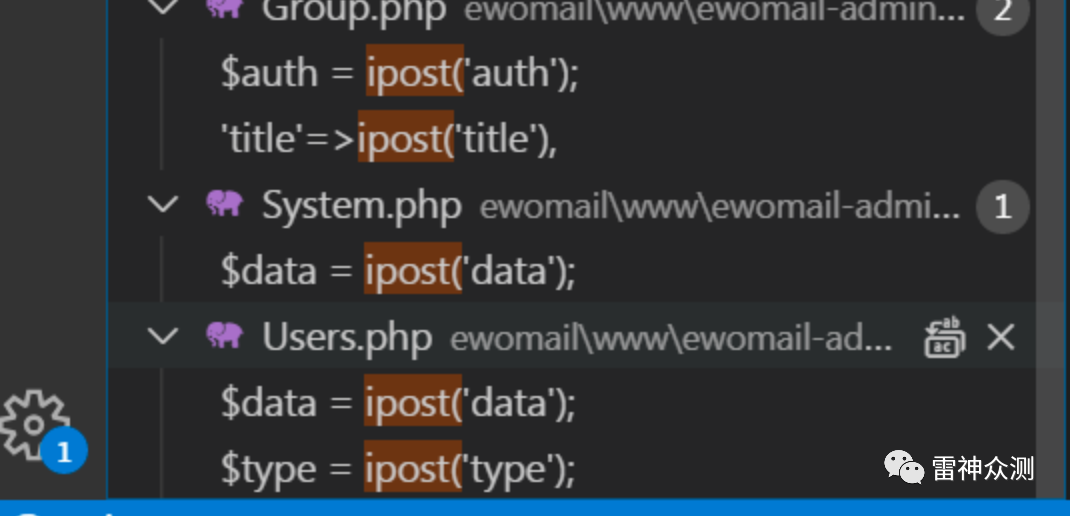 Group.php ewomail\www\ewomail-admin... 2
$auth = ipost('auth');
'title'=>ipost('title'),
System.php ewomail\www\ewomail-admi... 1
$data = ipost('data');
Users.php ewomail\www\ewomail-ad... ab ac
$data = ipost('data');
1
$type = ipost('type');
雷神众测